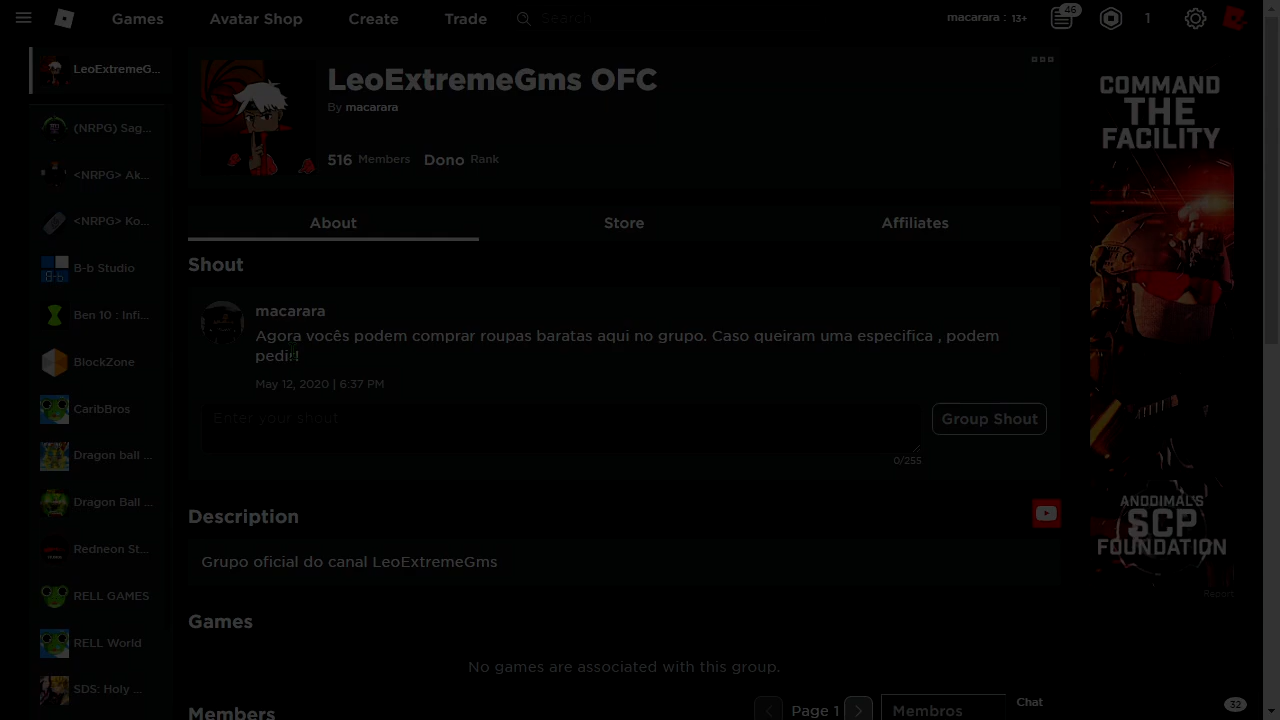 Games Avatar Shop Create Trade Search macarara : 13+ 46 1
LeoExtremeG...
(NRPG) Sag...
<NRPG> Ak...
<NRPG> Ko...
B-b Studio
Ben 10 : Infi...
BlockZone
CaribBros
Dragon ball ...
Dragon Ball ...
Redneon St...
RELL GAMES
RELL World
SDS: Holy ...
LeoExtremeGms OFC
By macarara
516 Members Dono Rank
About Store Affiliates
Shout
macarara
Agora vocês podem comprar roupas baratas aqui no grupo. Caso queiram uma especifica , podem
pedir!
May 12, 2020 | 6:37 PM
Enter your shout
Group Shout
0/255
Description
Grupo oficial do canal LeoExtremeGms
Games
No games are associated with this group.
Members Page 1 Membros
Chat 32
COMMAND
THE
FACILITY
ANDDIMAL'S
SCP
FOUNDATION
Report